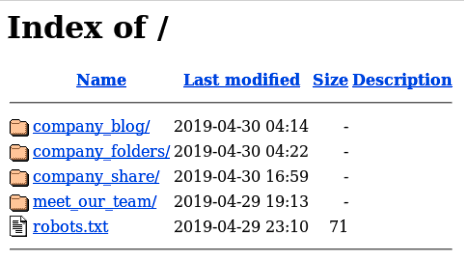 Index of /
Name Last modified Size Description
company_blog/ 2019-04-30 04:14 -
company_folders/ 2019-04-30 04:22 -
company_share/ 2019-04-30 16:59 -
meet_our_team/ 2019-04-29 19:13 -
robots.txt 2019-04-29 23:10 71